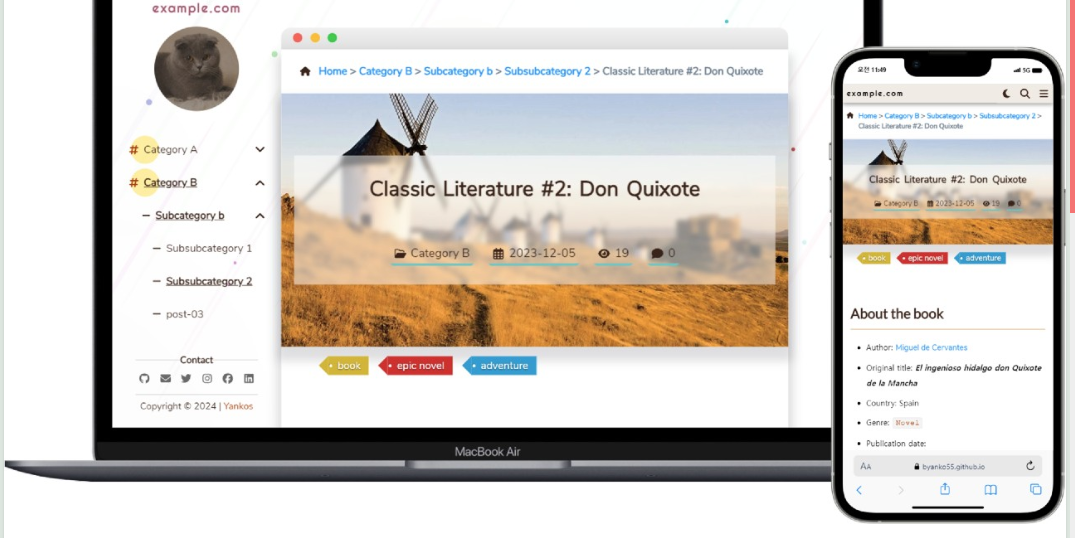 example.com
# Category A
# Category B
– Subcategory b
– Subsubcategory 1
– Subsubcategory 2
– post-03
Contact
Copyright © 2024 | Yankos
Home > Category B > Subcategory b > Subsubcategory 2 > Classic Literature #2: Don Quixote
Classic Literature #2: Don Quixote
Category B 2023-12-05 19 0
book epic novel adventure
MacBook Air
오전 11:49 5G
example.com
Home > Category B > Subcategory b > Subsubcategory 2 >
Classic Literature #2: Don Quixote
Classic Literature #2: Don Quixote
Category B 2023-12-05 19 0
book epic novel adventure
About the book
• Author: Miguel de Cervantes
• Original title: El ingenioso hidalgo don Quixote
de la Mancha
• Country: Spain
• Genre: Novel
• Publication date:
AA byanko55.github.io